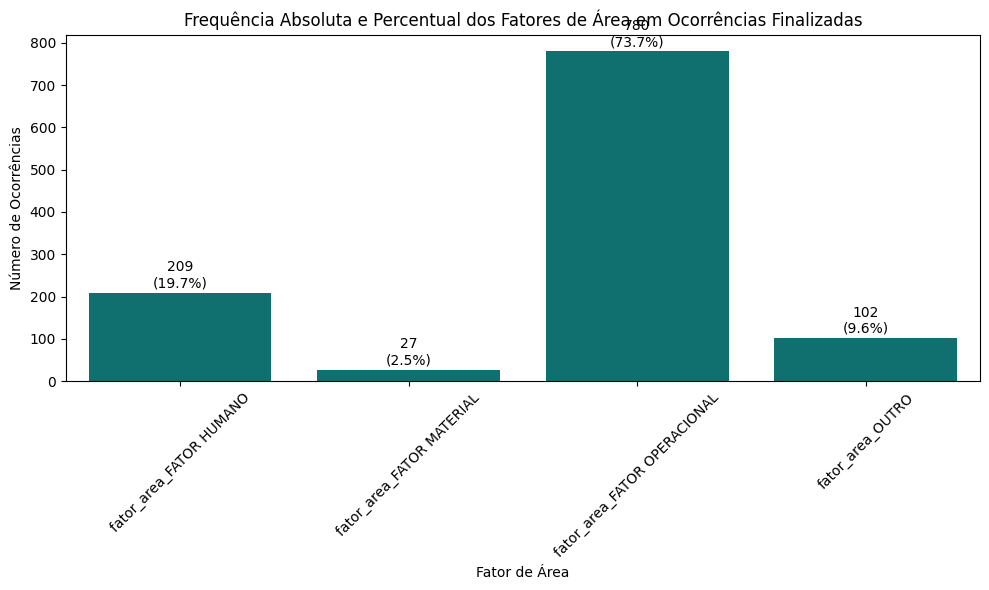 Frequência Absoluta e Percentual dos Fatores de Área em Ocorrências Finalizadas
Número de Ocorrências
800
700
600
500
400
300
200
100
0
209
(19.7%)
27
(2.5%)
780
(73.7%)
102
(9.6%)
fator_area_FATOR HUMANO
fator_area_FATOR MATERIAL
fator_area_FATOR OPERACIONAL
fator_area_OUTRO
Fator de Área